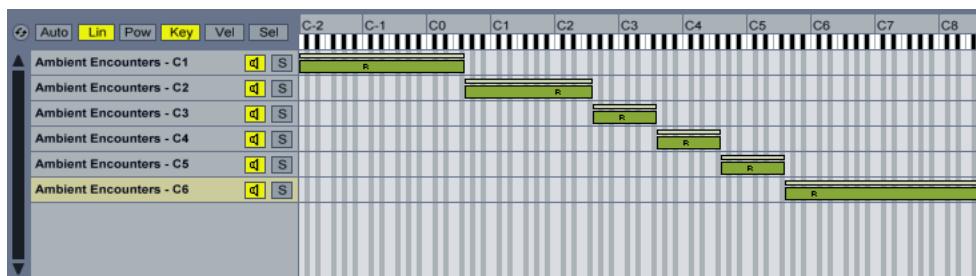 Auto Lin Pow Key Vel Sel C-2 C-1 C0 C1 C2 C3 C4 C5 C6 C7 C8
Ambient Encounters - C1 S R
Ambient Encounters - C2 S R
Ambient Encounters - C3 S R
Ambient Encounters - C4 S R
Ambient Encounters - C5 S R
Ambient Encounters - C6 S R